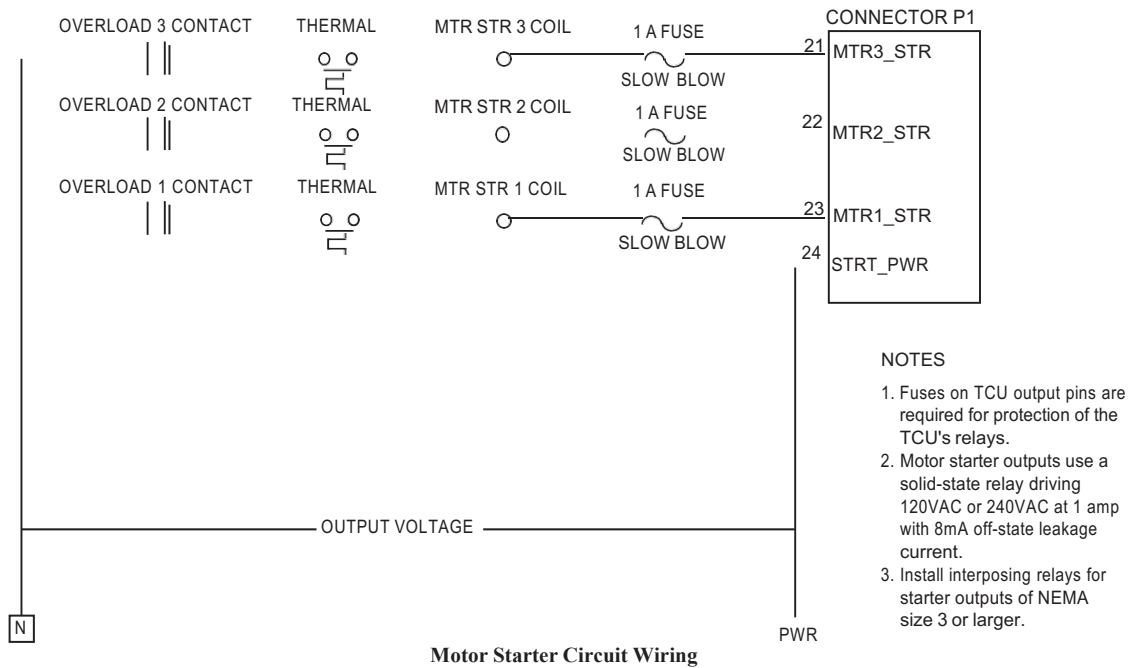 CONNECTOR P1
OVERLOAD 3 CONTACT THERMAL MTR STR 3 COIL 1 A FUSE
21 MTR3_STR
SLOW BLOW
OVERLOAD 2 CONTACT THERMAL MTR STR 2 COIL 1 A FUSE
22 MTR2_STR
SLOW BLOW
OVERLOAD 1 CONTACT THERMAL MTR STR 1 COIL 1 A FUSE
23 MTR1_STR
SLOW BLOW
24 STRT_PWR
NOTES
1. Fuses on TCU output pins are
required for protection of the
TCU's relays.
2. Motor starter outputs use a
solid-state relay driving
120VAC or 240VAC at 1 amp
with 8mA off-state leakage
current.
3. Install interposing relays for
starter outputs of NEMA
size 3 or larger.
OUTPUT VOLTAGE
N
PWR
Motor Starter Circuit Wiring